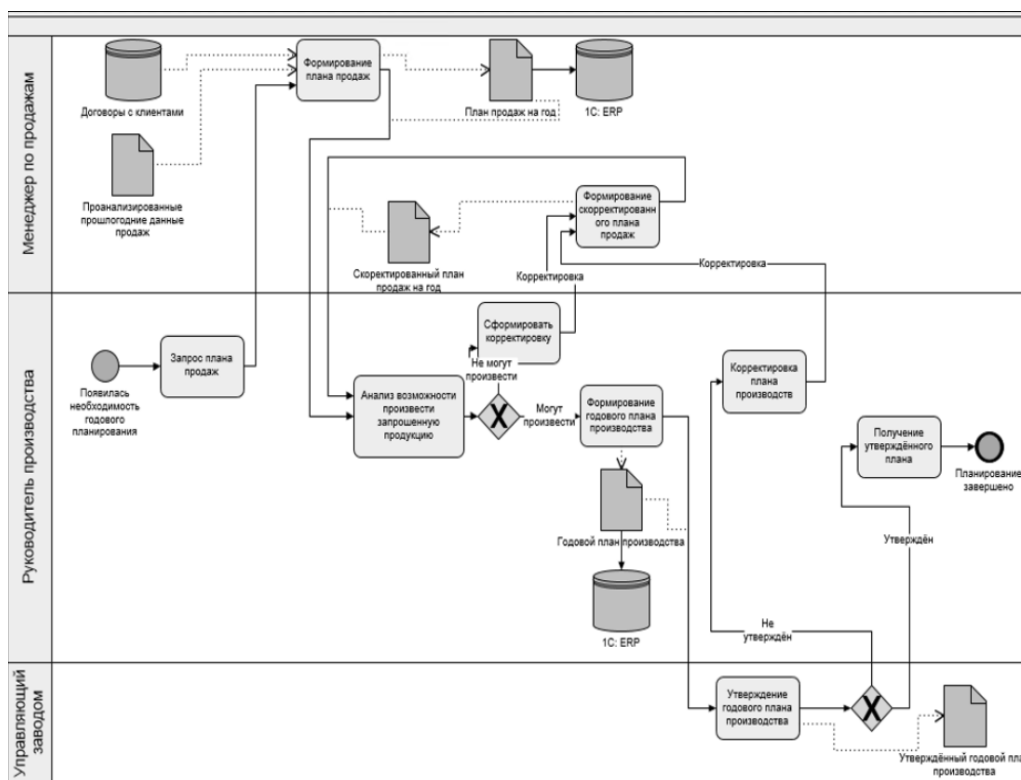 Менеджер по продажам
Договоры с клиентами
Формирование
плана продаж
План продаж на год
1С: ERP
Проанализированные
прошлогодние данные
продаж
Скоректированный план
продаж на год
Формирование
скорректированн
ого плана
продаж
Корректировка
Корректировка
Руководитель производства
Появилась
необходимость
годового
планирования
Запрос плана
продаж
Сформировать
корректировку
Не могут
произвести
Анализ возможности
произвести
запрошенную
продукцию
X
Могут
произвести
Формирование
годового плана
производства
Годовой план производства
1С: ERP
Корректировка
плана
производств
Получение
утверждённого
плана
Планирование
завершено
Утверждён
Не
утверждён
Управляющий
заводом
Утверждение
годового плана
производства
X
Утверждённый годовой пла
производства